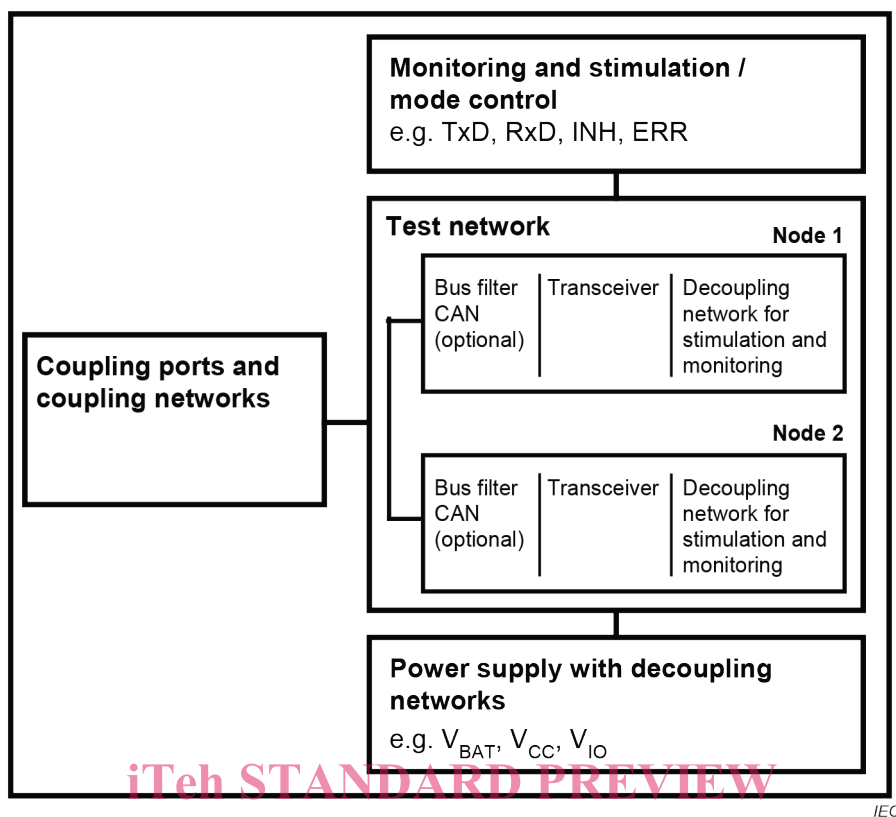 Monitoring and stimulation /
mode control
e.g. TxD, RxD, INH, ERR
Test network
Node 1
Bus filter
CAN
(optional)
Transceiver
Decoupling
network for
stimulation and
monitoring
Coupling ports and
coupling networks
Node 2
Bus filter
CAN
(optional)
Transceiver
Decoupling
network for
stimulation and
monitoring
Power supply with decoupling
networks
e.g. VBAT, VCC, VIO
iTeh STANDARD PREVIEW
IEC